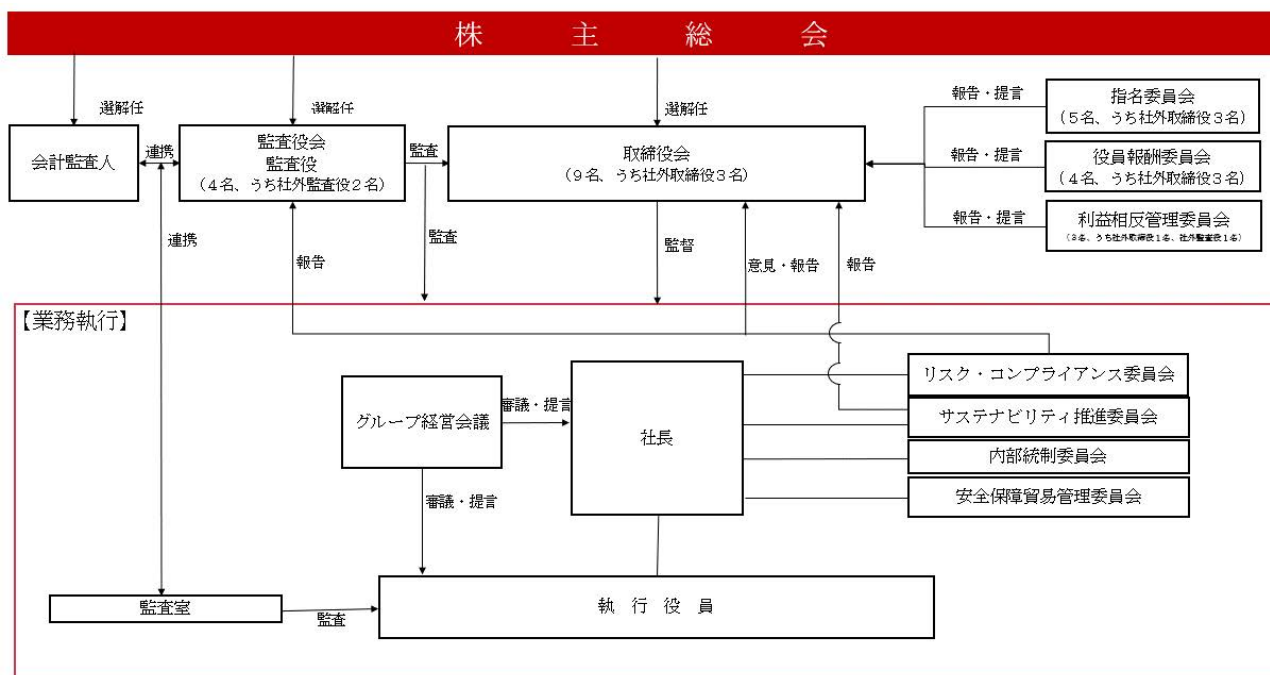 株主総会
選解任
選解任
選解任
会計監査人
連携
監査役会
監査役
(4名、うち社外監査役2名)
監査
取締役会
(9名、うち社外取締役3名)
報告・提言
指名委員会
(5名、うち社外取締役3名)
報告・提言
役員報酬委員会
(4名、うち社外取締役3名)
報告・提言
利益相反管理委員会
(3名、うち社外取締役1名、社外監査役1名)
連携
報告
監査
監督
意見・報告
報告
【業務執行】
グループ経営会議
審議・提言
社長
リスク・コンプライアンス委員会
サステナビリティ推進委員会
内部統制委員会
安全保障貿易管理委員会
審議・提言
監査室
監査
執行役員